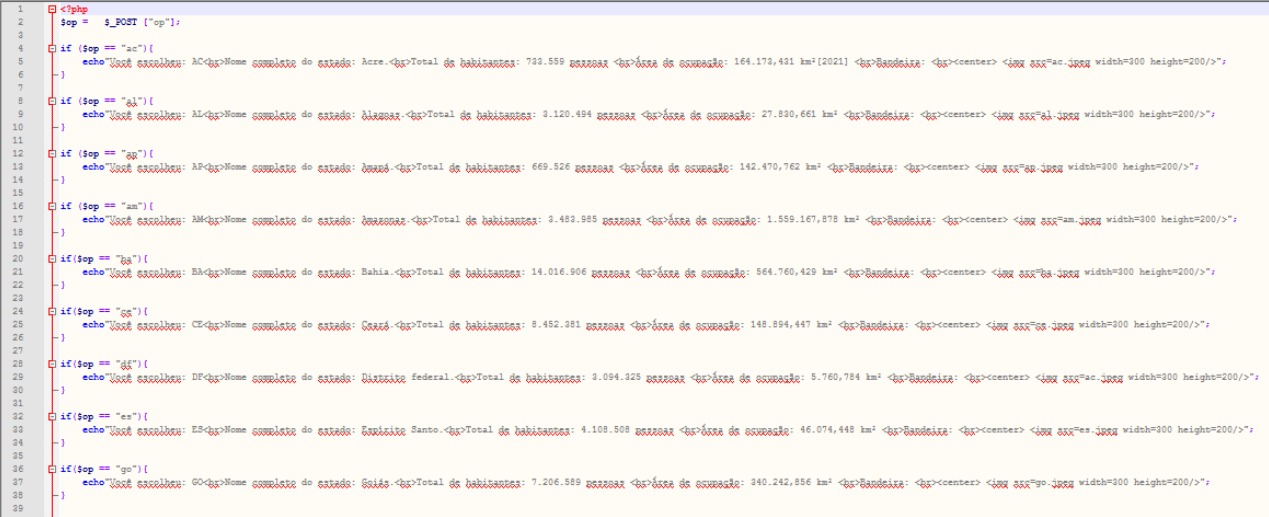 1 <?php
2 $op =   $_POST ["op"];
3
4 if ($op == "ac"){
5 echo"Você escolheu: AC<br>Nome completo do estado: Acre.<br>Total de habitantes: 733.559 pessoas <br>Área de ocupação: 164.173,431 km²[2021] <br>Bandeira: <br><center> <img src=ac.jpeg width=300 height=200/>";
6 }
7
8 if ($op == "al"){
9 echo"Você escolheu: AL<br>Nome completo do estado: Alagoas.<br>Total de habitantes: 3.120.494 pessoas <br>Área de ocupação: 27.830,661 km² <br>Bandeira: <br><center> <img src=al.jpeg width=300 height=200/>";
10 }
11
12 if ($op == "ap"){
13 echo"Você escolheu: AP<br>Nome completo do estado: Amapá.<br>Total de habitantes: 669.526 pessoas <br>Área de ocupação: 142.470,762 km² <br>Bandeira: <br><center> <img src=ap.jpeg width=300 height=200/>";
14 }
15
16 if ($op == "am"){
17 echo"Você escolheu: AM<br>Nome completo do estado: Amazonas.<br>Total de habitantes: 3.483.985 pessoas <br>Área de ocupação: 1.559.167,878 km² <br>Bandeira: <br><center> <img src=am.jpeg width=300 height=200/>";
18 }
19
20 if($op == "ba"){
21 echo"Você escolheu: BA<br>Nome completo do estado: Bahia.<br>Total de habitantes: 14.016.906 pessoas <br>Área de ocupação: 564.760,429 km² <br>Bandeira: <br><center> <img src=ba.jpeg width=300 height=200/>";
22 }
23
24 if($op == "ce"){
25 echo"Você escolheu: CE<br>Nome completo do estado: Ceará.<br>Total de habitantes: 8.452.381 pessoas <br>Área de ocupação: 148.894,447 km² <br>Bandeira: <br><center> <img src=ce.jpeg width=300 height=200/>";
26 }
27
28 if($op == "df"){
29 echo"Você escolheu: DF<br>Nome completo do estado: Distrito federal.<br>Total de habitantes: 3.094.325 pessoas <br>Área de ocupação: 5.760,784 km² <br>Bandeira: <br><center> <img src=ac.jpeg width=300 height=200/>";
30 }
31
32 if($op == "es"){
33 echo"Você escolheu: ES<br>Nome completo do estado: Espírito Santo.<br>Total de habitantes: 4.108.508 pessoas <br>Área de ocupação: 46.074,448 km² <br>Bandeira: <br><center> <img src=es.jpeg width=300 height=200/>";
34 }
35
36 if($op == "go"){
37 echo"Você escolheu: GO<br>Nome completo do estado: Goiás.<br>Total de habitantes: 7.206.589 pessoas <br>Área de ocupação: 340.242,856 km² <br>Bandeira: <br><center> <img src=go.jpeg width=300 height=200/>";
38 }
39